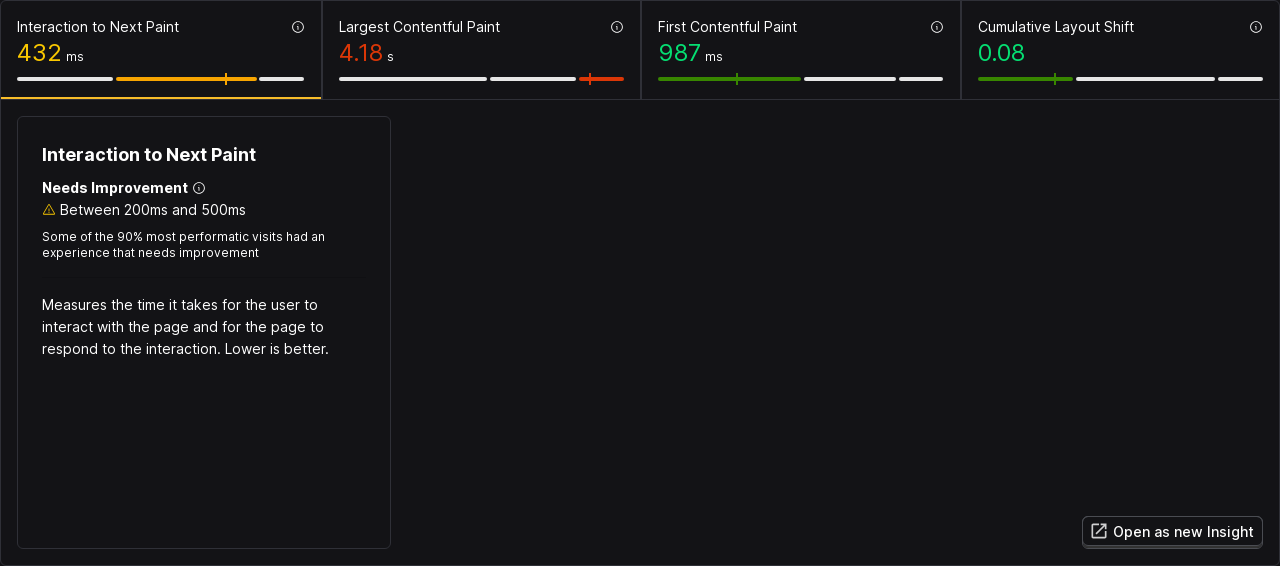 Interaction to Next Paint
432 ms
Largest Contentful Paint
4.18 s
First Contentful Paint
987 ms
Cumulative Layout Shift
0.08
Interaction to Next Paint
Needs Improvement
Between 200ms and 500ms
Some of the 90% most performatic visits had an
experience that needs improvement
Measures the time it takes for the user to
interact with the page and for the page to
respond to the interaction. Lower is better.
Open as new Insight